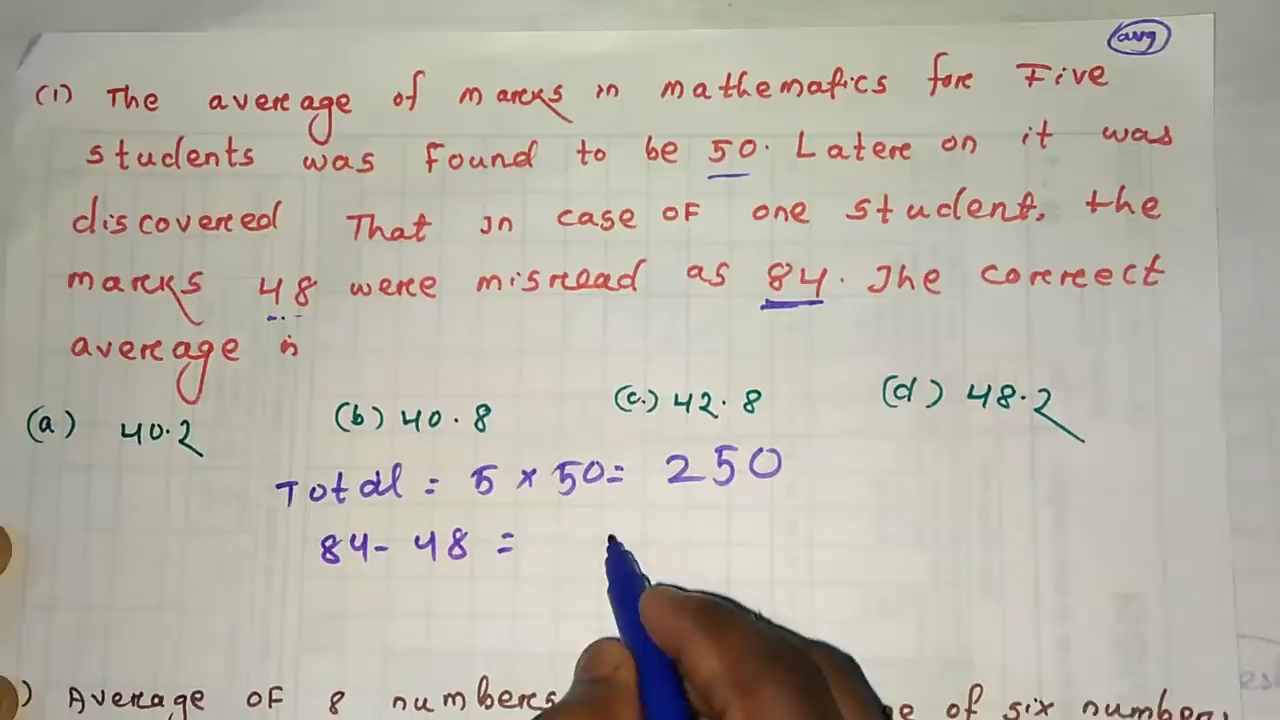 avg
(1) The average of marks in mathematics for Five
students was found to be 50. Later on it was
discovered That in case of one student, the
marks 48 were misread as 84. The correct
average is
(a) 40.2 (b) 40.8 (c.) 42.8 (d) 48.2
Total = 5 × 50 = 250
84 - 48 =
) Average of 8 numbers of six number